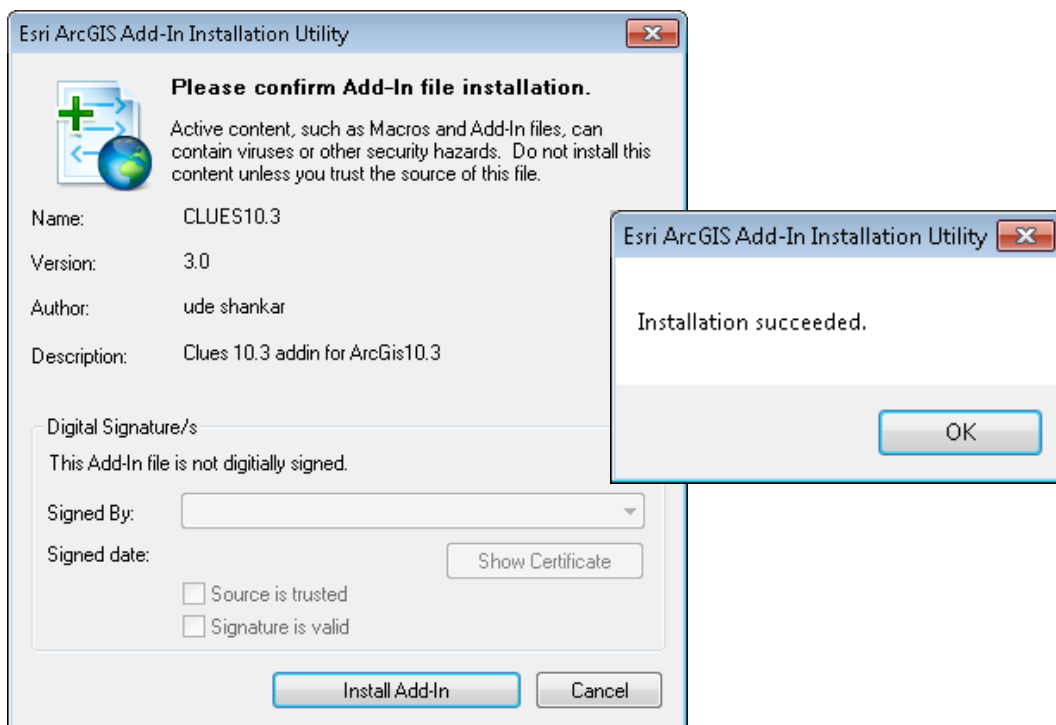 Esri ArcGIS Add-In Installation Utility
Please confirm Add-In file installation.
Active content, such as Macros and Add-In files, can
contain viruses or other security hazards. Do not install this
content unless you trust the source of this file.
Name: CLUES10.3
Version: 3.0
Author: ude shankar
Description: Clues 10.3 addin for ArcGis10.3
Digital Signature/s
This Add-In file is not digitially signed.
Signed By:
Signed date:
Show Certificate
Source is trusted
Signature is valid
Install Add-In
Cancel
Esri ArcGIS Add-In Installation Utility
Installation succeeded.
OK